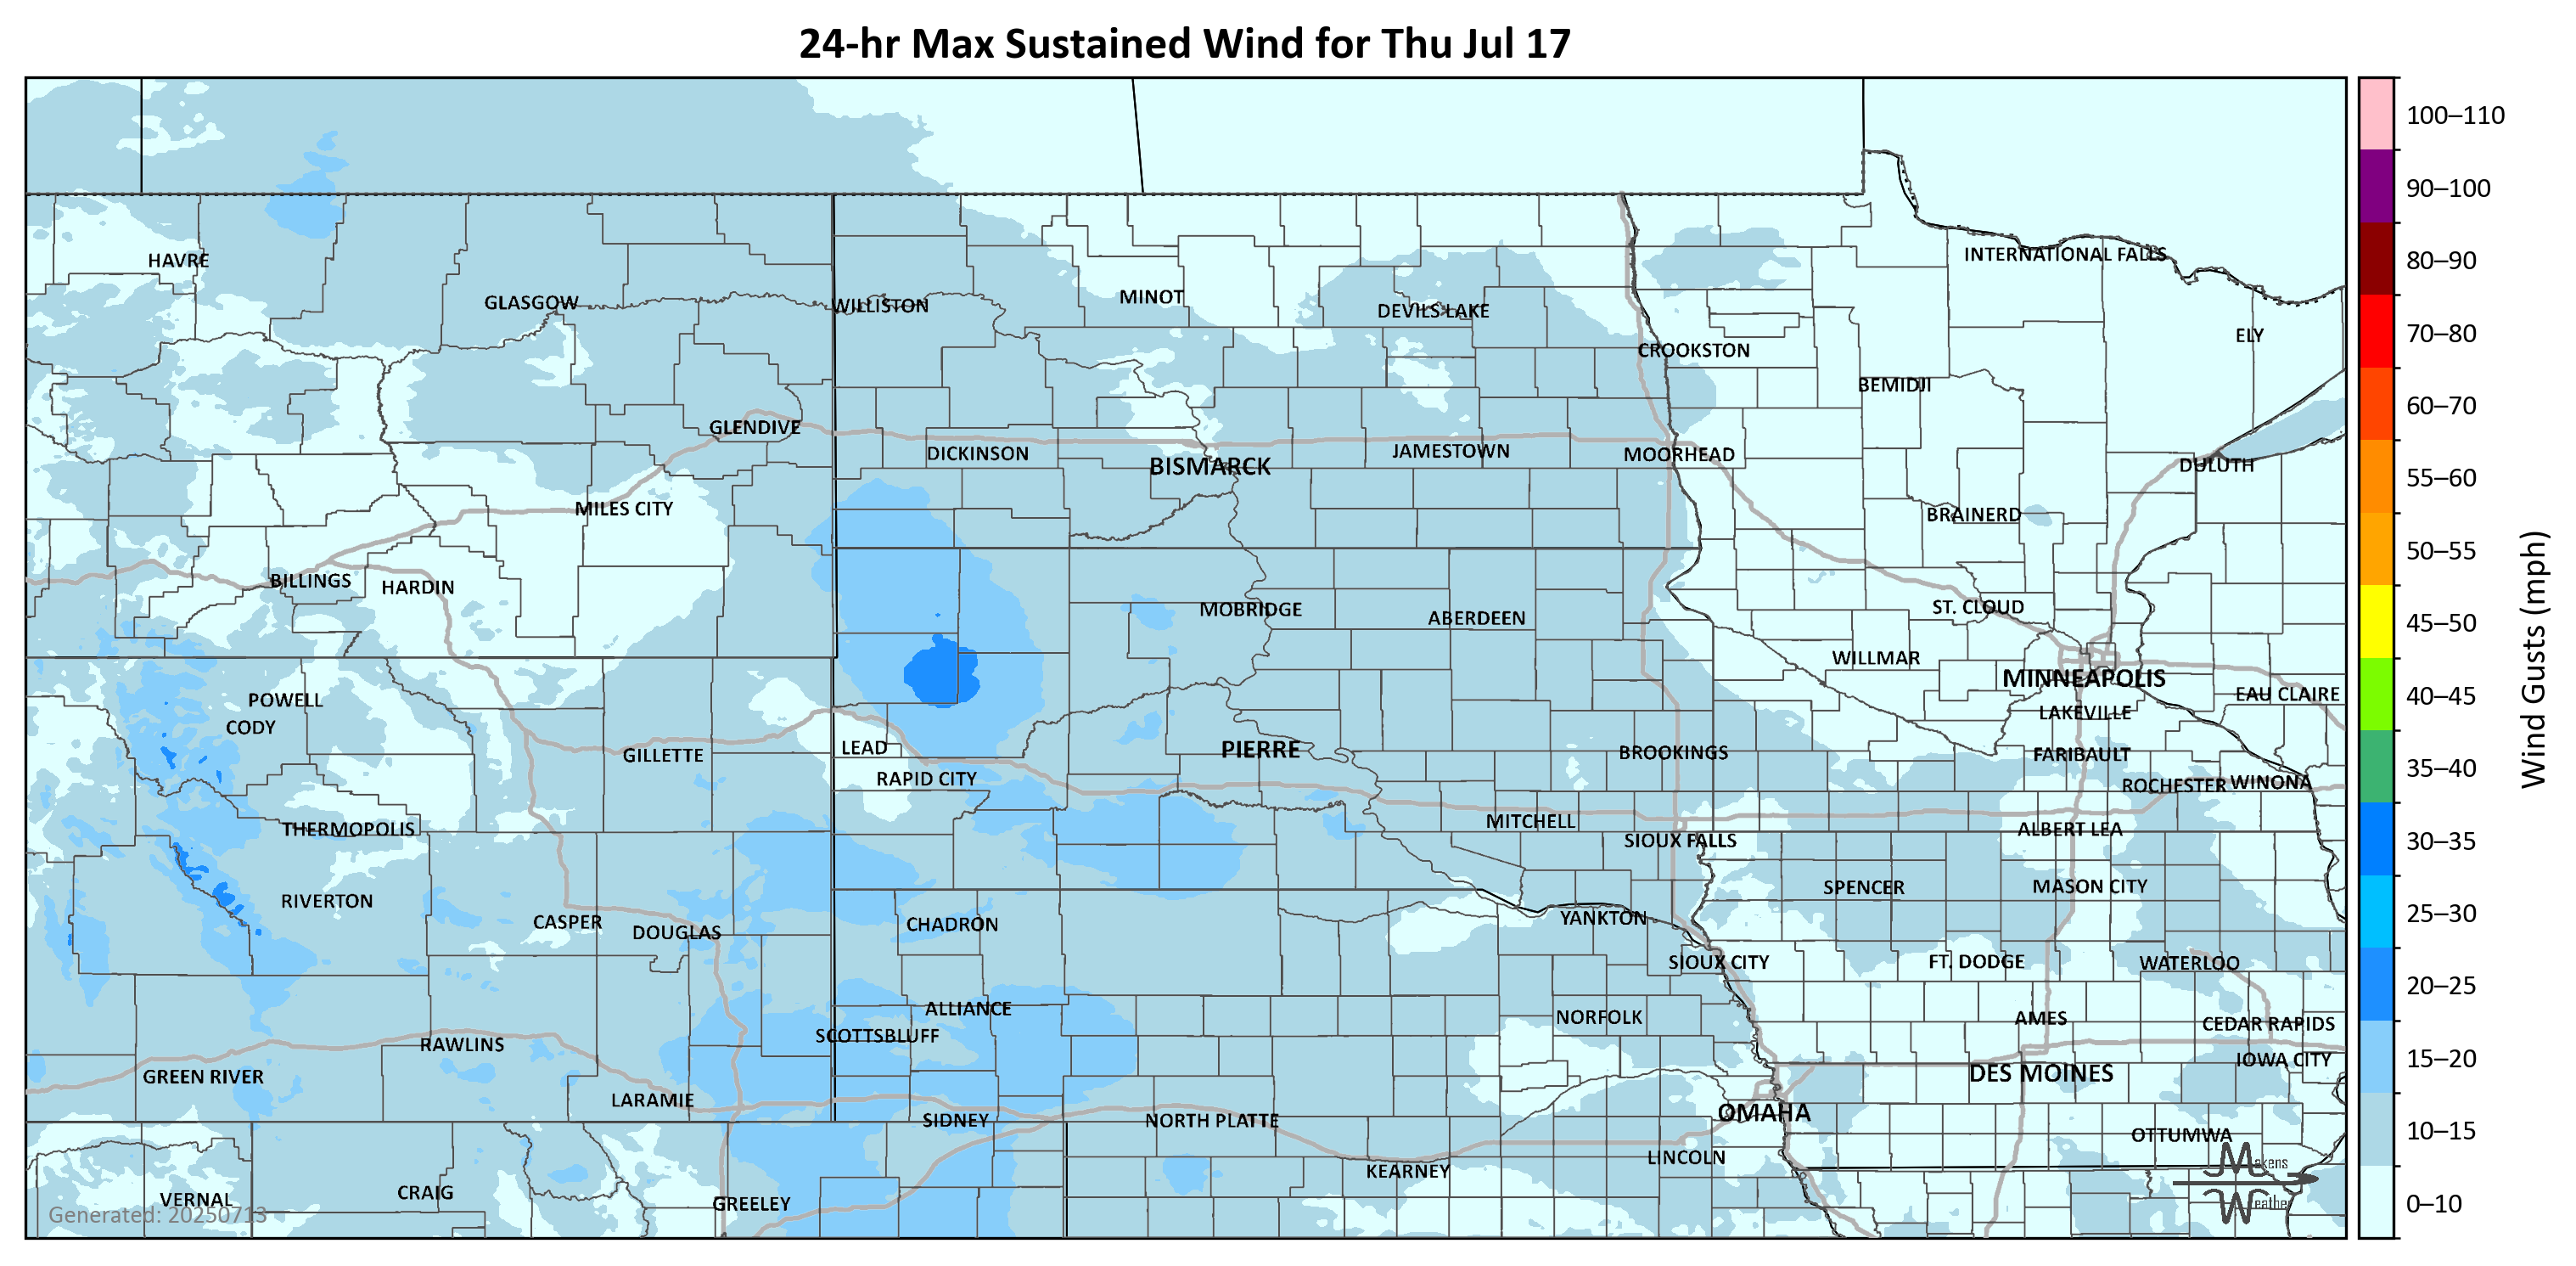 24-hr Max Sustained Wind for Thu Jul 17
100–110
90–100
80–90
70–80
60–70
55–60
50–55
45–50
40–45
35–40
30–35
25–30
20–25
15–20
10–15
0–10
Wind Gusts (mph)
HAVRE
INTERNATIONAL FALLS
GLASGOW
WILLISTON
MINOT
DEVILS LAKE
ELY
CROOKSTON
BEMIDJI
GLENDIVE
DICKINSON
BISMARCK
JAMESTOWN
MOORHEAD
DULUTH
MILES CITY
BRAINERD
BILLINGS
HARDIN
MOBRIDGE
ABERDEEN
ST. CLOUD
WILLMAR
MINNEAPOLIS
EAU CLAIRE
POWELL
CODY
LAKEVILLE
GILLETTE
LEAD
PIERRE
BROOKINGS
FARIBAULT
RAPID CITY
ROCHESTER
WINONA
THERMOPOLIS
MITCHELL
ALBERT LEA
SIOUX FALLS
SPENCER
MASON CITY
RIVERTON
CASPER
DOUGLAS
CHADRON
YANKTON
SIOUX CITY
FT. DODGE
WATERLOO
ALLIANCE
NORFOLK
AMES
CEDAR RAPIDS
SCOTTSBLUFF
RAWLINS
IOWA CITY
GREEN RIVER
DES MOINES
LARAMIE
SIDNEY
NORTH PLATTE
OMAHA
OTTUMWA
LINCOLN
KEARNEY
VERNAL
CRAIG
GREELEY
Generated: 20250713
Makens
Weather